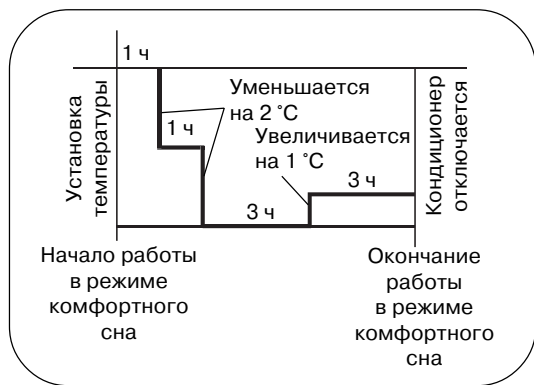 1 ч
Установка
температуры
Уменьшается
на 2 °C
1 ч
Увеличивается
на 1 °C
3 ч
3 ч
Кондиционер
отключается
Начало работы
в режиме
комфортного
сна
Окончание
работы
в режиме
комфортного
сна